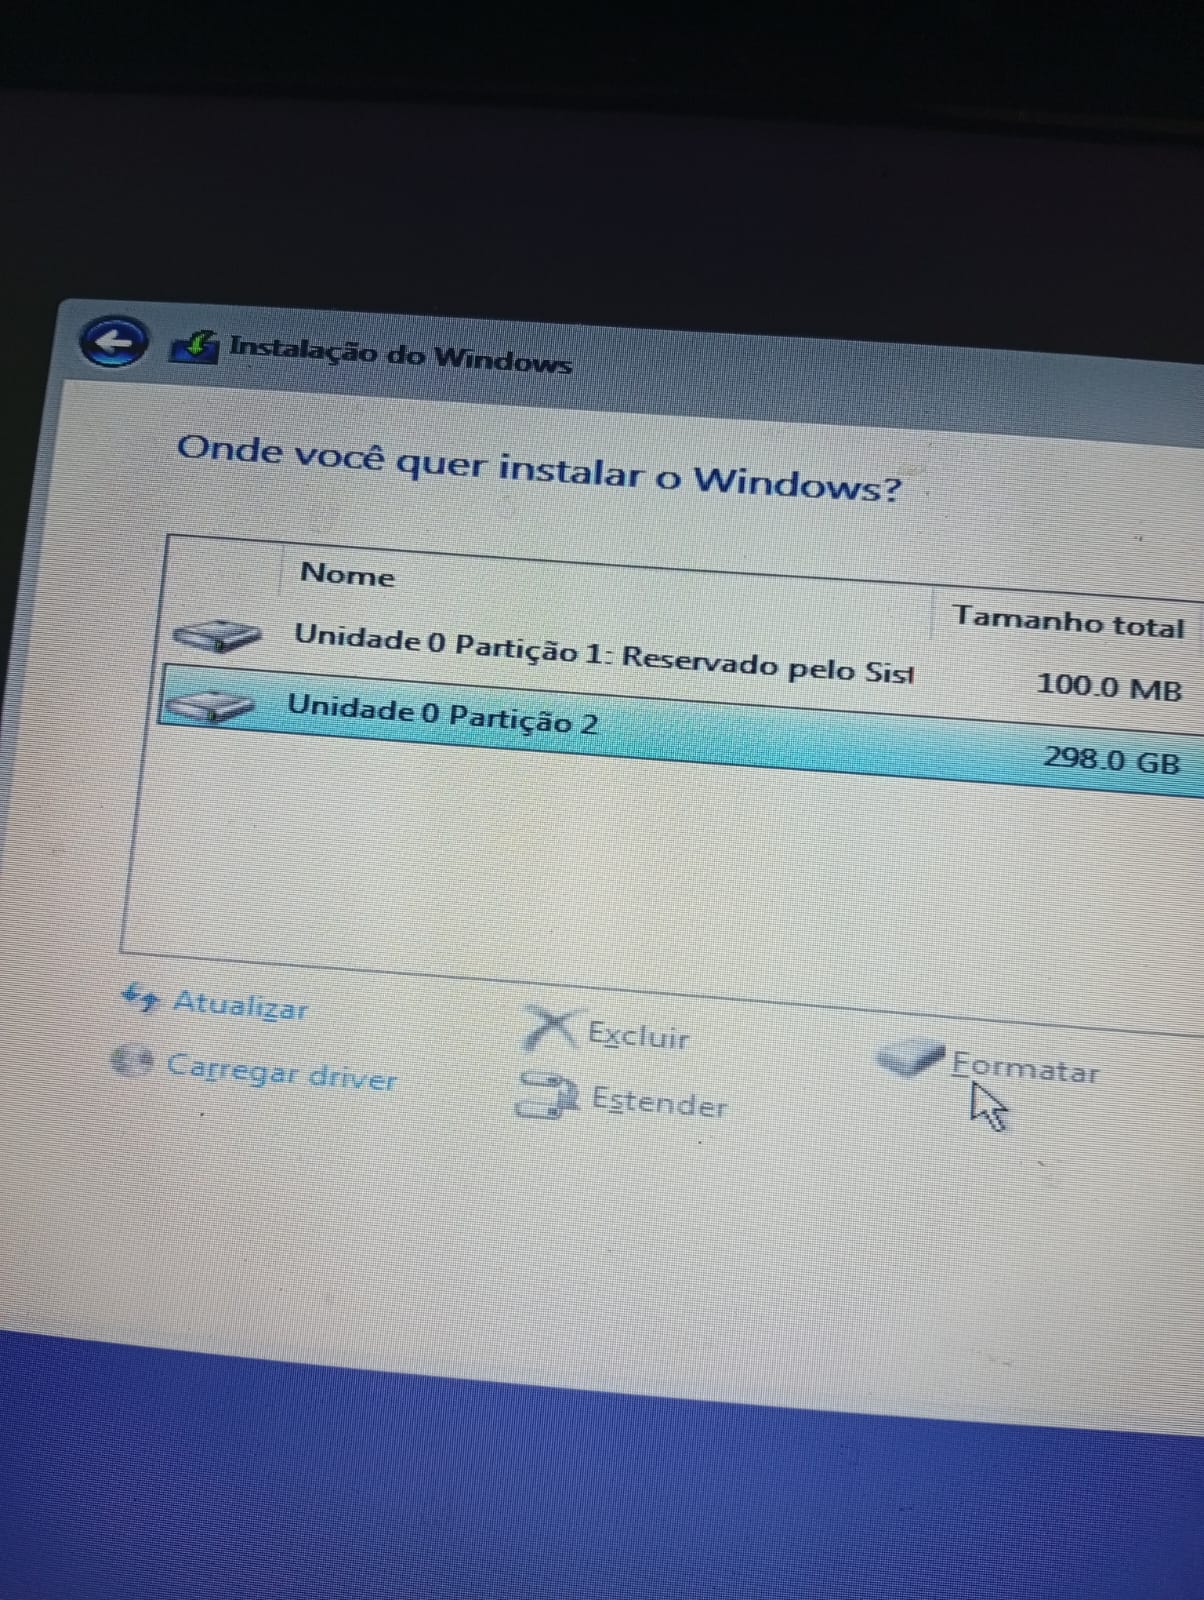 Instalação do Windows
Onde você quer instalar o Windows?
Nome Tamanho total
Unidade 0 Partição 1: Reservado pelo Sist 100.0 MB
Unidade 0 Partição 2 298.0 GB
Atualizar Excluir Formatar
Carregar driver Estender